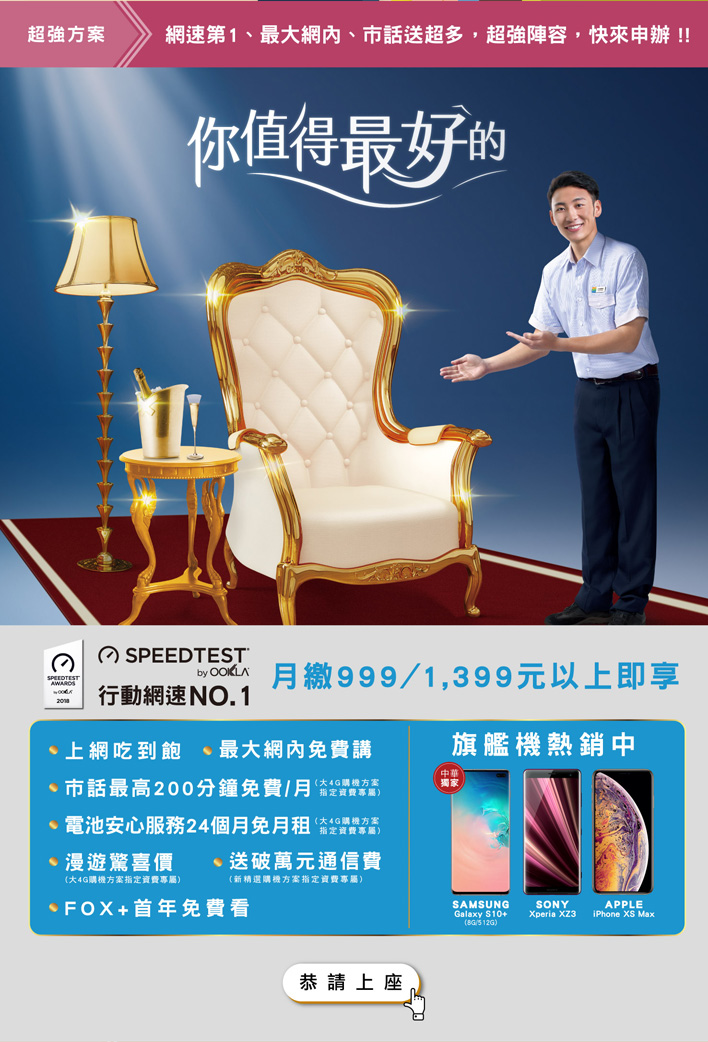 超強方案
網速第1、最大網內、市話送超多，超強陣容，快來申辦 !!
你值得最好的
SPEEDTEST
AWARDS
by OOKLA
2018
SPEEDTEST
by OOKLA
行動網速NO.1
月繳999/1,399元以上即享
上網吃到飽
最大網內免費講
市話最高200分鐘免費/月(大4G購機方案
指定資費專屬)
電池安心服務24個月免月租(大4G購機方案
指定資費專屬)
漫遊驚喜價
(大4G購機方案指定資費專屬)
送破萬元通信費
(新精選購機方案指定資費專屬)
FOX+首年免費看
旗艦機熱銷中
中華
獨家
SAMSUNG
Galaxy S10+
(8G/512G)
SONY
Xperia XZ3
APPLE
iPhone XS Max
恭請上座